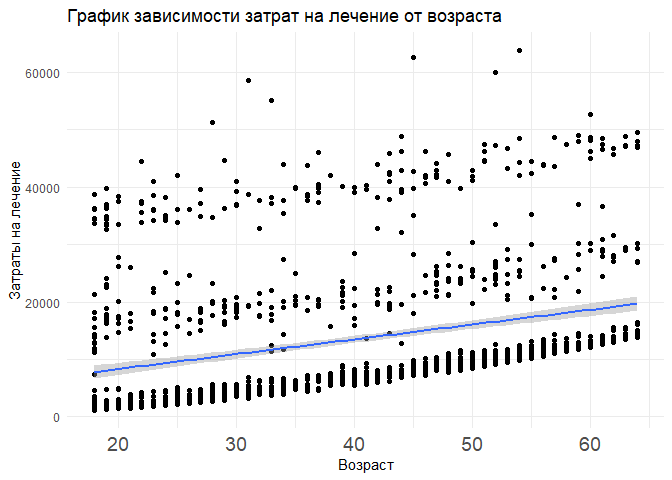 График зависимости затрат на лечение от возраста
60000
40000
20000
0
Затраты на лечение
20 30 40 50 60
Возраст